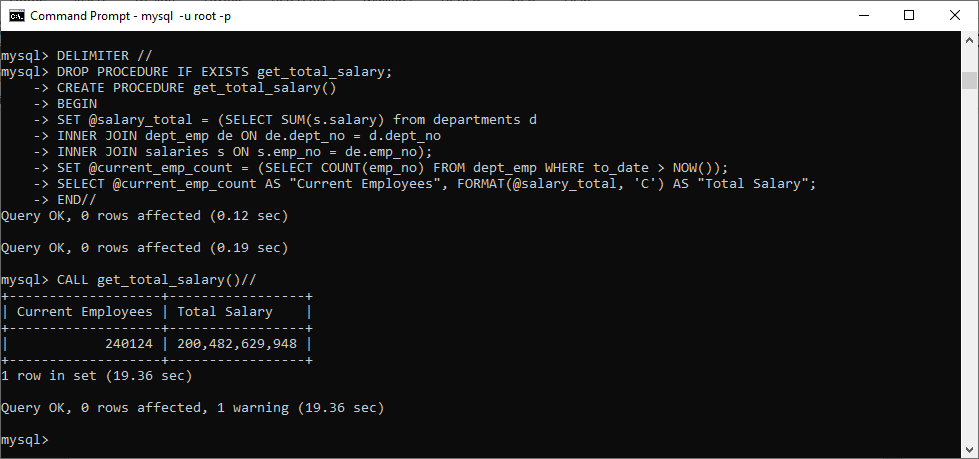 Command Prompt - mysql -u root -p
mysql> DELIMITER //
mysql> DROP PROCEDURE IF EXISTS get_total_salary;
    -> CREATE PROCEDURE get_total_salary()
    -> BEGIN
    -> SET @salary_total = (SELECT SUM(s.salary) from departments d
    -> INNER JOIN dept_emp de ON de.dept_no = d.dept_no
    -> INNER JOIN salaries s ON s.emp_no = de.emp_no);
    -> SET @current_emp_count = (SELECT COUNT(emp_no) FROM dept_emp WHERE to_date > NOW());
    -> SELECT @current_emp_count AS "Current Employees", FORMAT(@salary_total, 'C') AS "Total Salary";
    -> END//
Query OK, 0 rows affected (0.12 sec)
Query OK, 0 rows affected (0.19 sec)
mysql> CALL get_total_salary()//
+-------------------+-----------------+
| Current Employees | Total Salary    |
+-------------------+-----------------+
|            240124 | 200,482,629,948 |
+-------------------+-----------------+
1 row in set (19.36 sec)
Query OK, 0 rows affected, 1 warning (19.36 sec)
mysql>